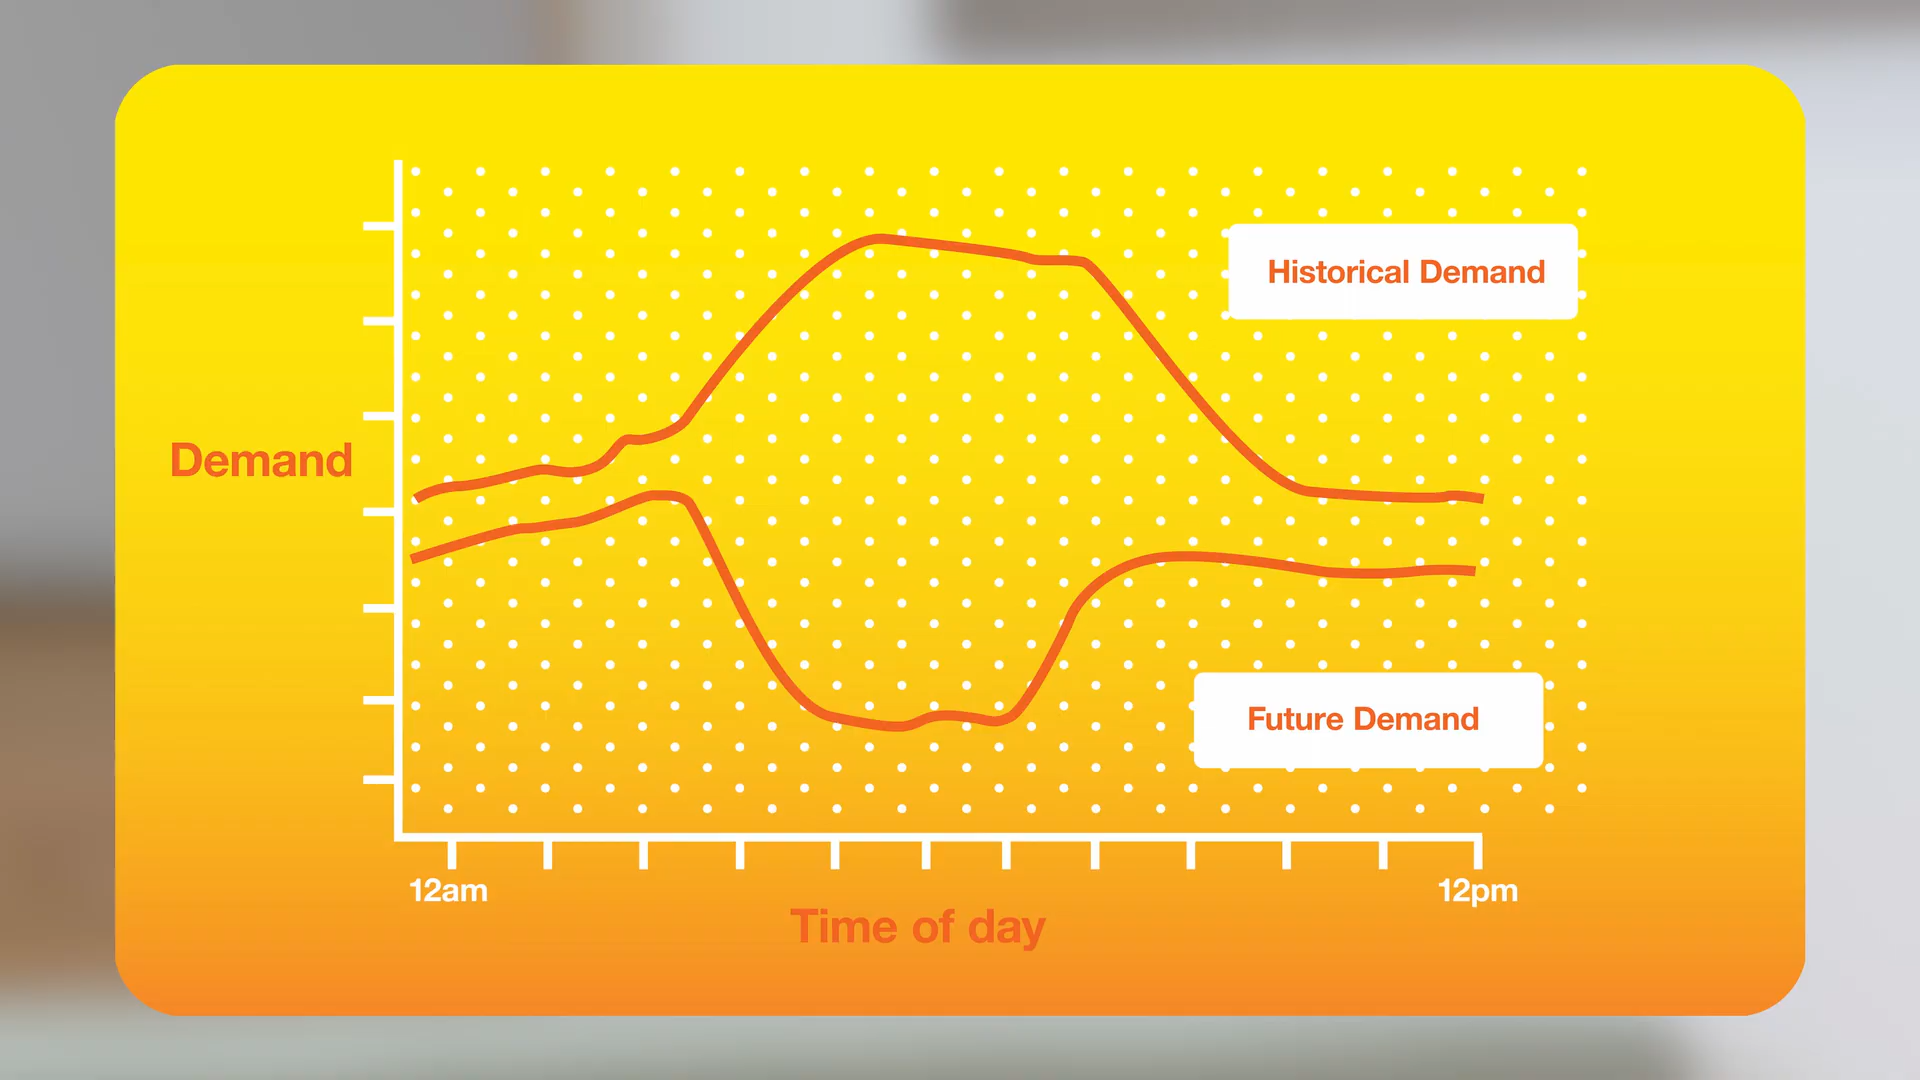 Historical Demand
Demand
Future Demand
12am
12pm
Time of day